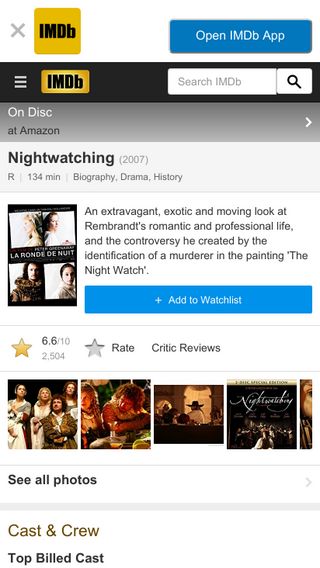 IMDb
Open IMDb App
IMDb
Search IMDb
On Disc
at Amazon
Nightwatching (2007)
R | 134 min | Biography, Drama, History
PETER GREENAWAY
LA RONDE DE NUIT
An extravagant, exotic and moving look at
Rembrandt's romantic and professional life,
and the controversy he created by the
identification of a murderer in the painting 'The
Night Watch'.
+ Add to Watchlist
6.6/10
2,504
Rate
Critic Reviews
2-DISC SPECIAL EDITION
Nightwatching
See all photos
Cast & Crew
Top Billed Cast